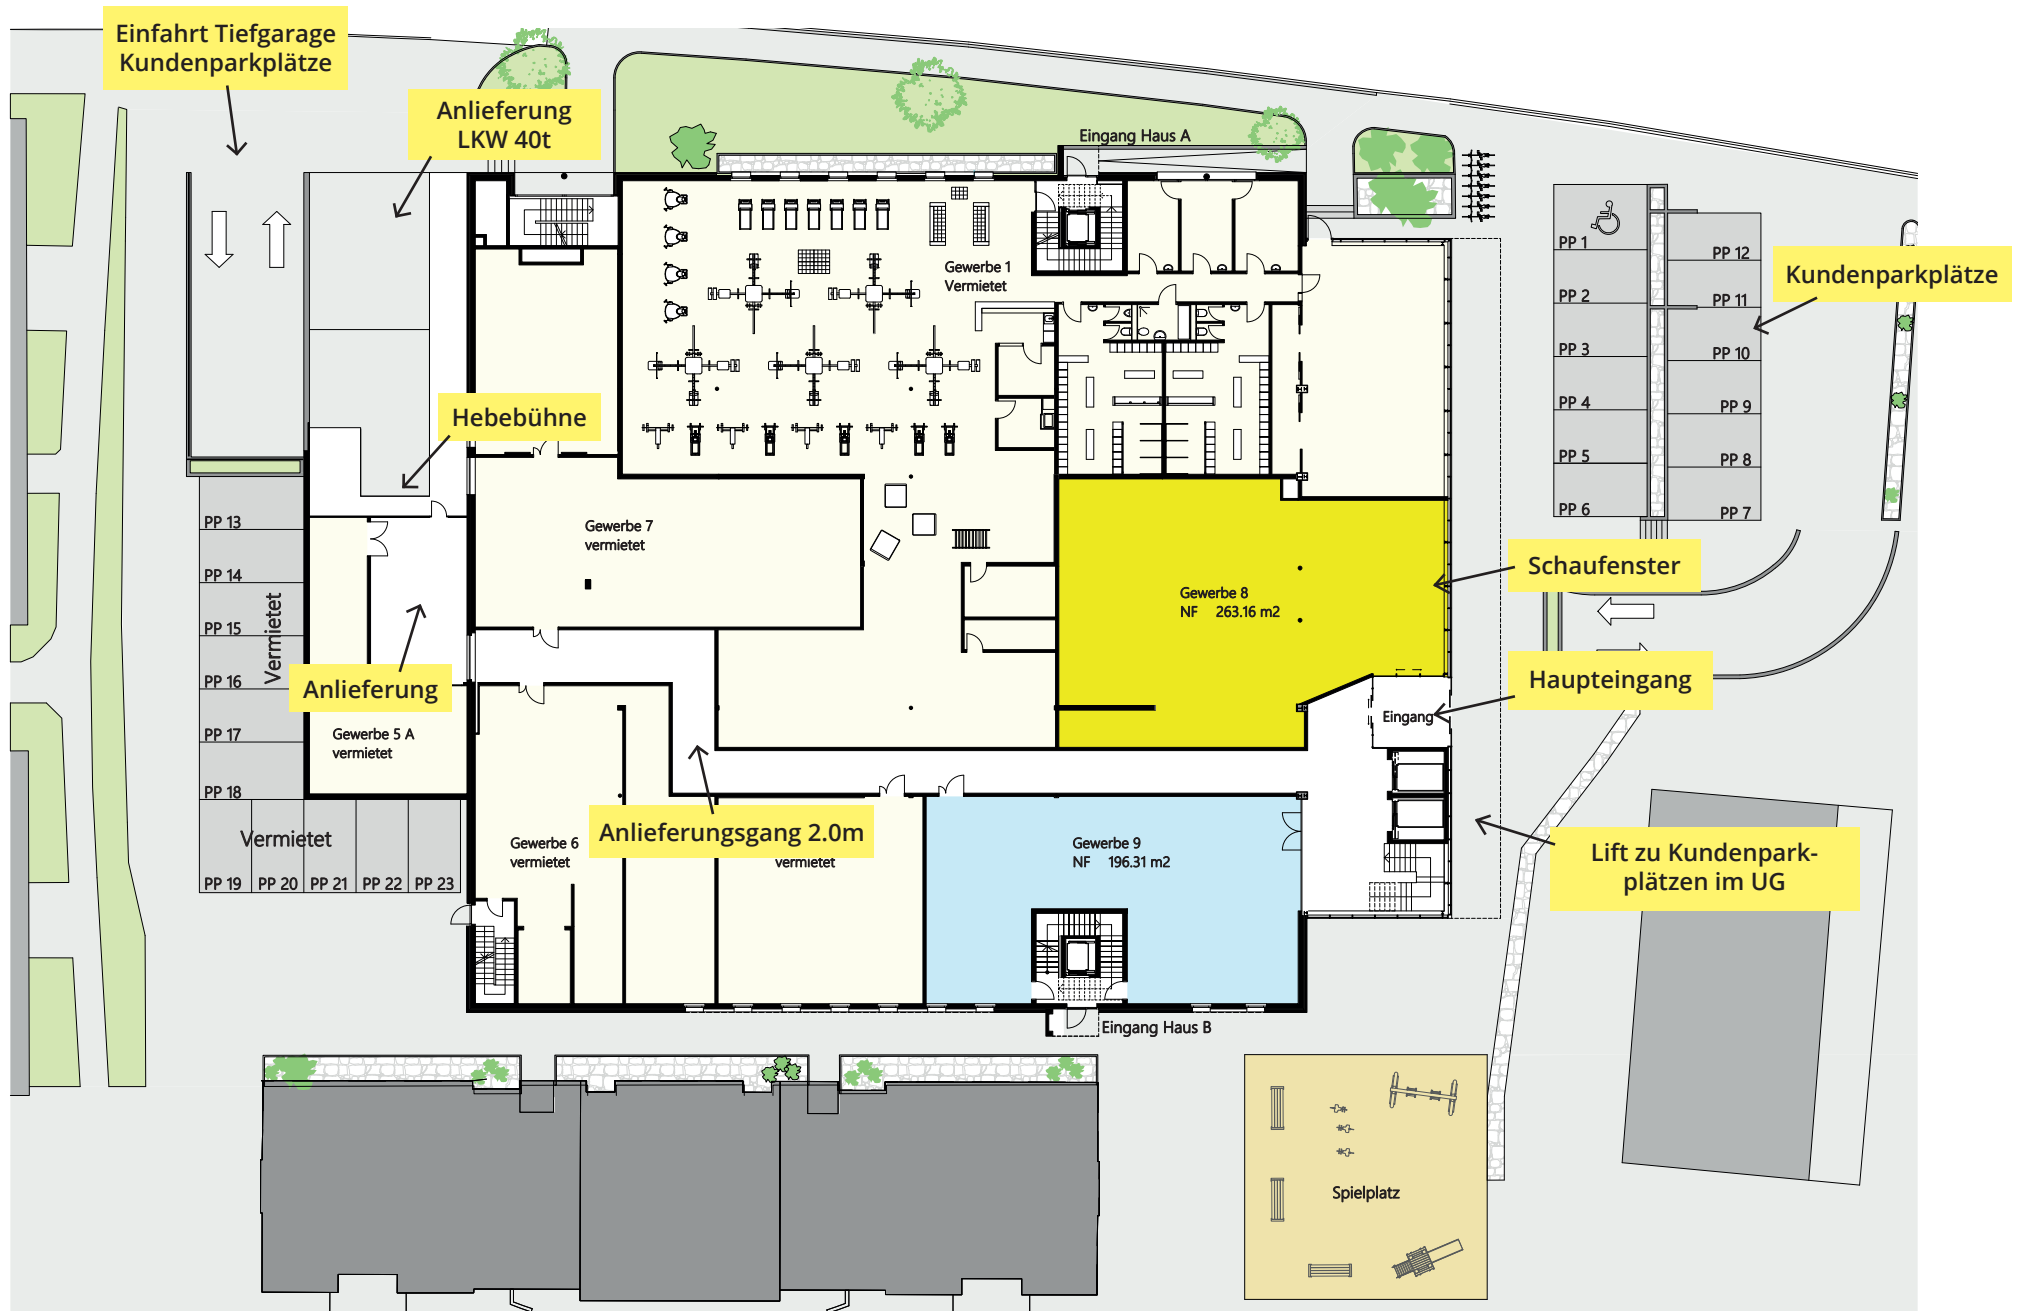 Einfahrt Tiefgarage
Kundenparkplätze
Anlieferung
LKW 40t
Eingang Haus A
Gewerbe 1
Vermietet
PP 1
PP 2
PP 3
PP 4
PP 5
PP 6
PP 12
PP 11
PP 10
PP 9
PP 8
PP 7
Kundenparkplätze
Hebebühne
Gewerbe 7
vermietet
Gewerbe 8
NF 263.16 m2
Schaufenster
PP 13
PP 14
PP 15
PP 16
PP 17
PP 18
Vermietet
Anlieferung
Haupteingang
Eingang
Gewerbe 5 A
vermietet
Anlieferungsgang 2.0m
Gewerbe 6
vermietet
vermietet
Gewerbe 9
NF 196.31 m2
Lift zu Kundenpark-
plätzen im UG
Vermietet
PP 19
PP 20
PP 21
PP 22
PP 23
Eingang Haus B
Spielplatz